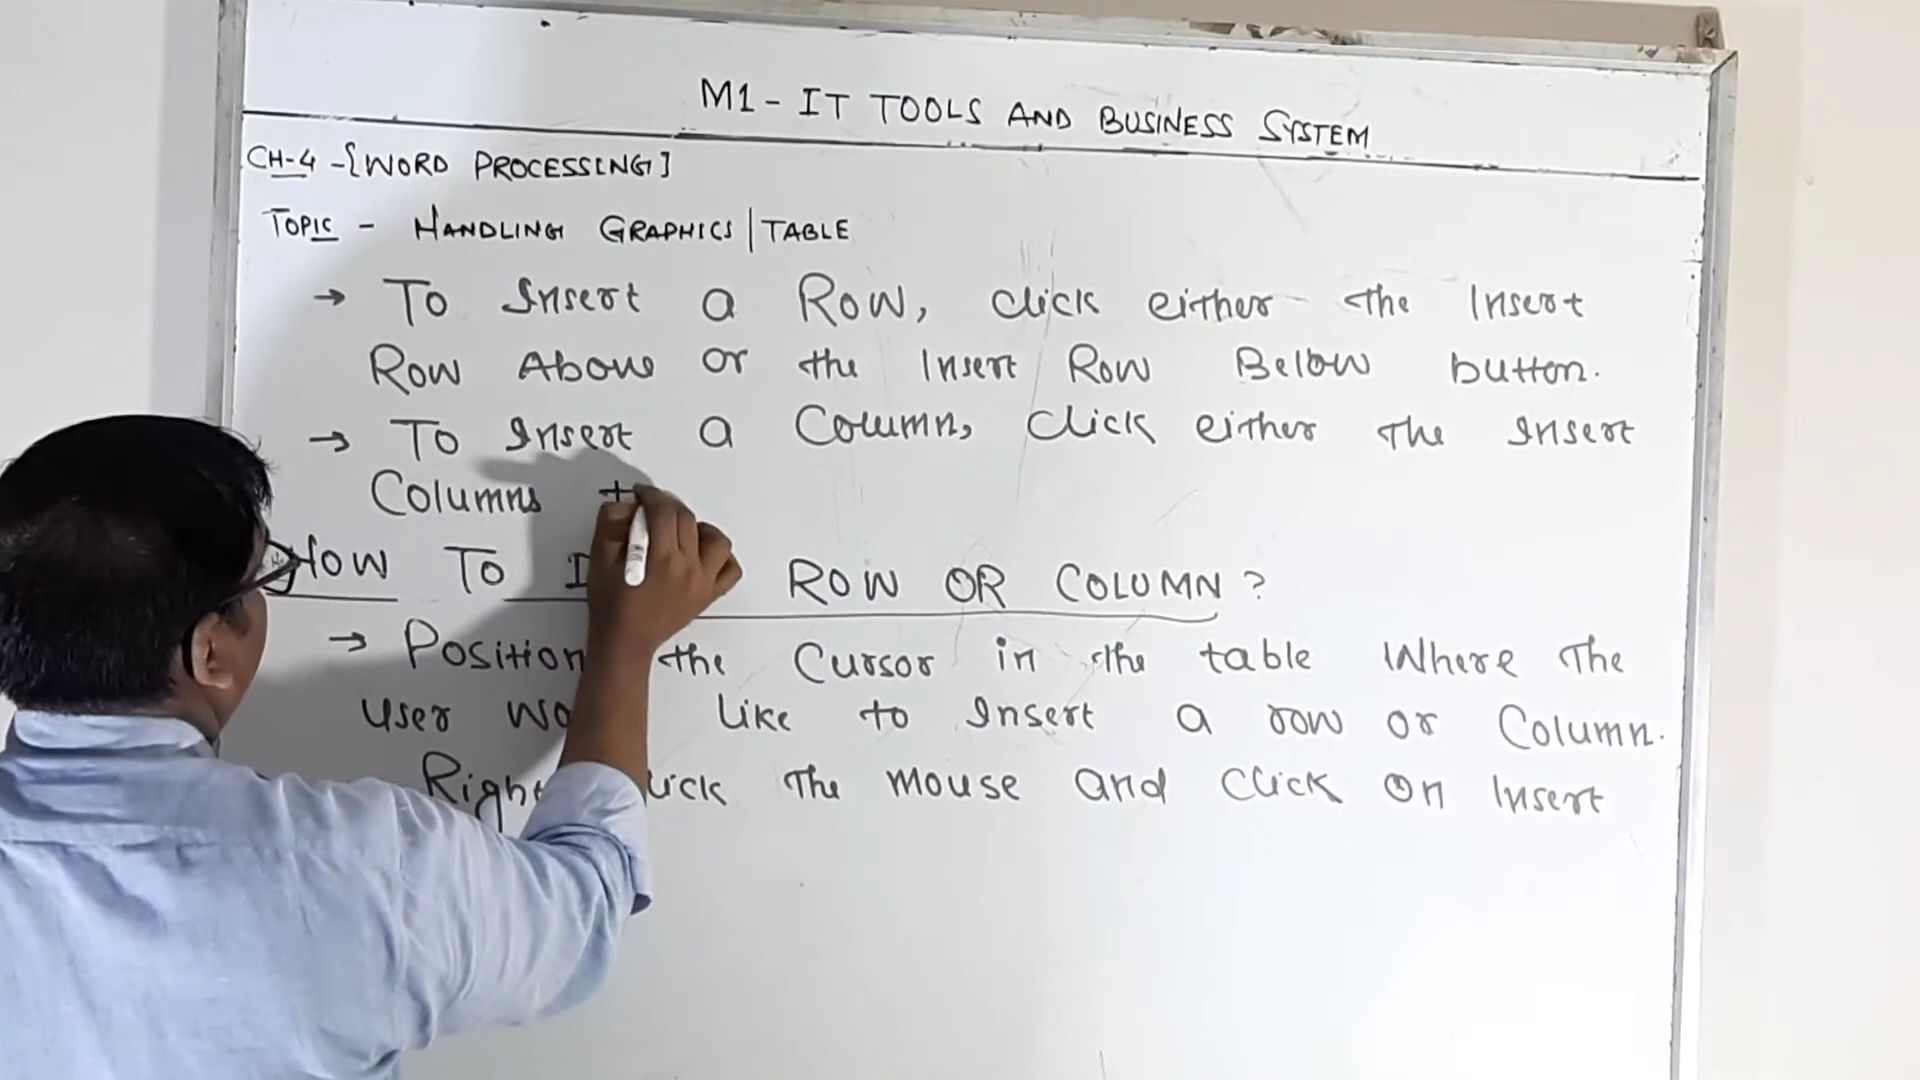 M1 - IT TOOLS AND BUSINESS SYSTEM
CH-4 - [WORD PROCESSING]
TOPIC - HANDLING GRAPHICS | TABLE
→ To Insert a Row, click either the Insert
Row Above or the Insert Row Below button.
→ To Insert a Column, Click either The Insert
Columns
How TO ROW OR COLUMN ?
→ Position the Cursor in the table Where The
user like to Insert a row or Column.
Right The mouse and Click On Insert